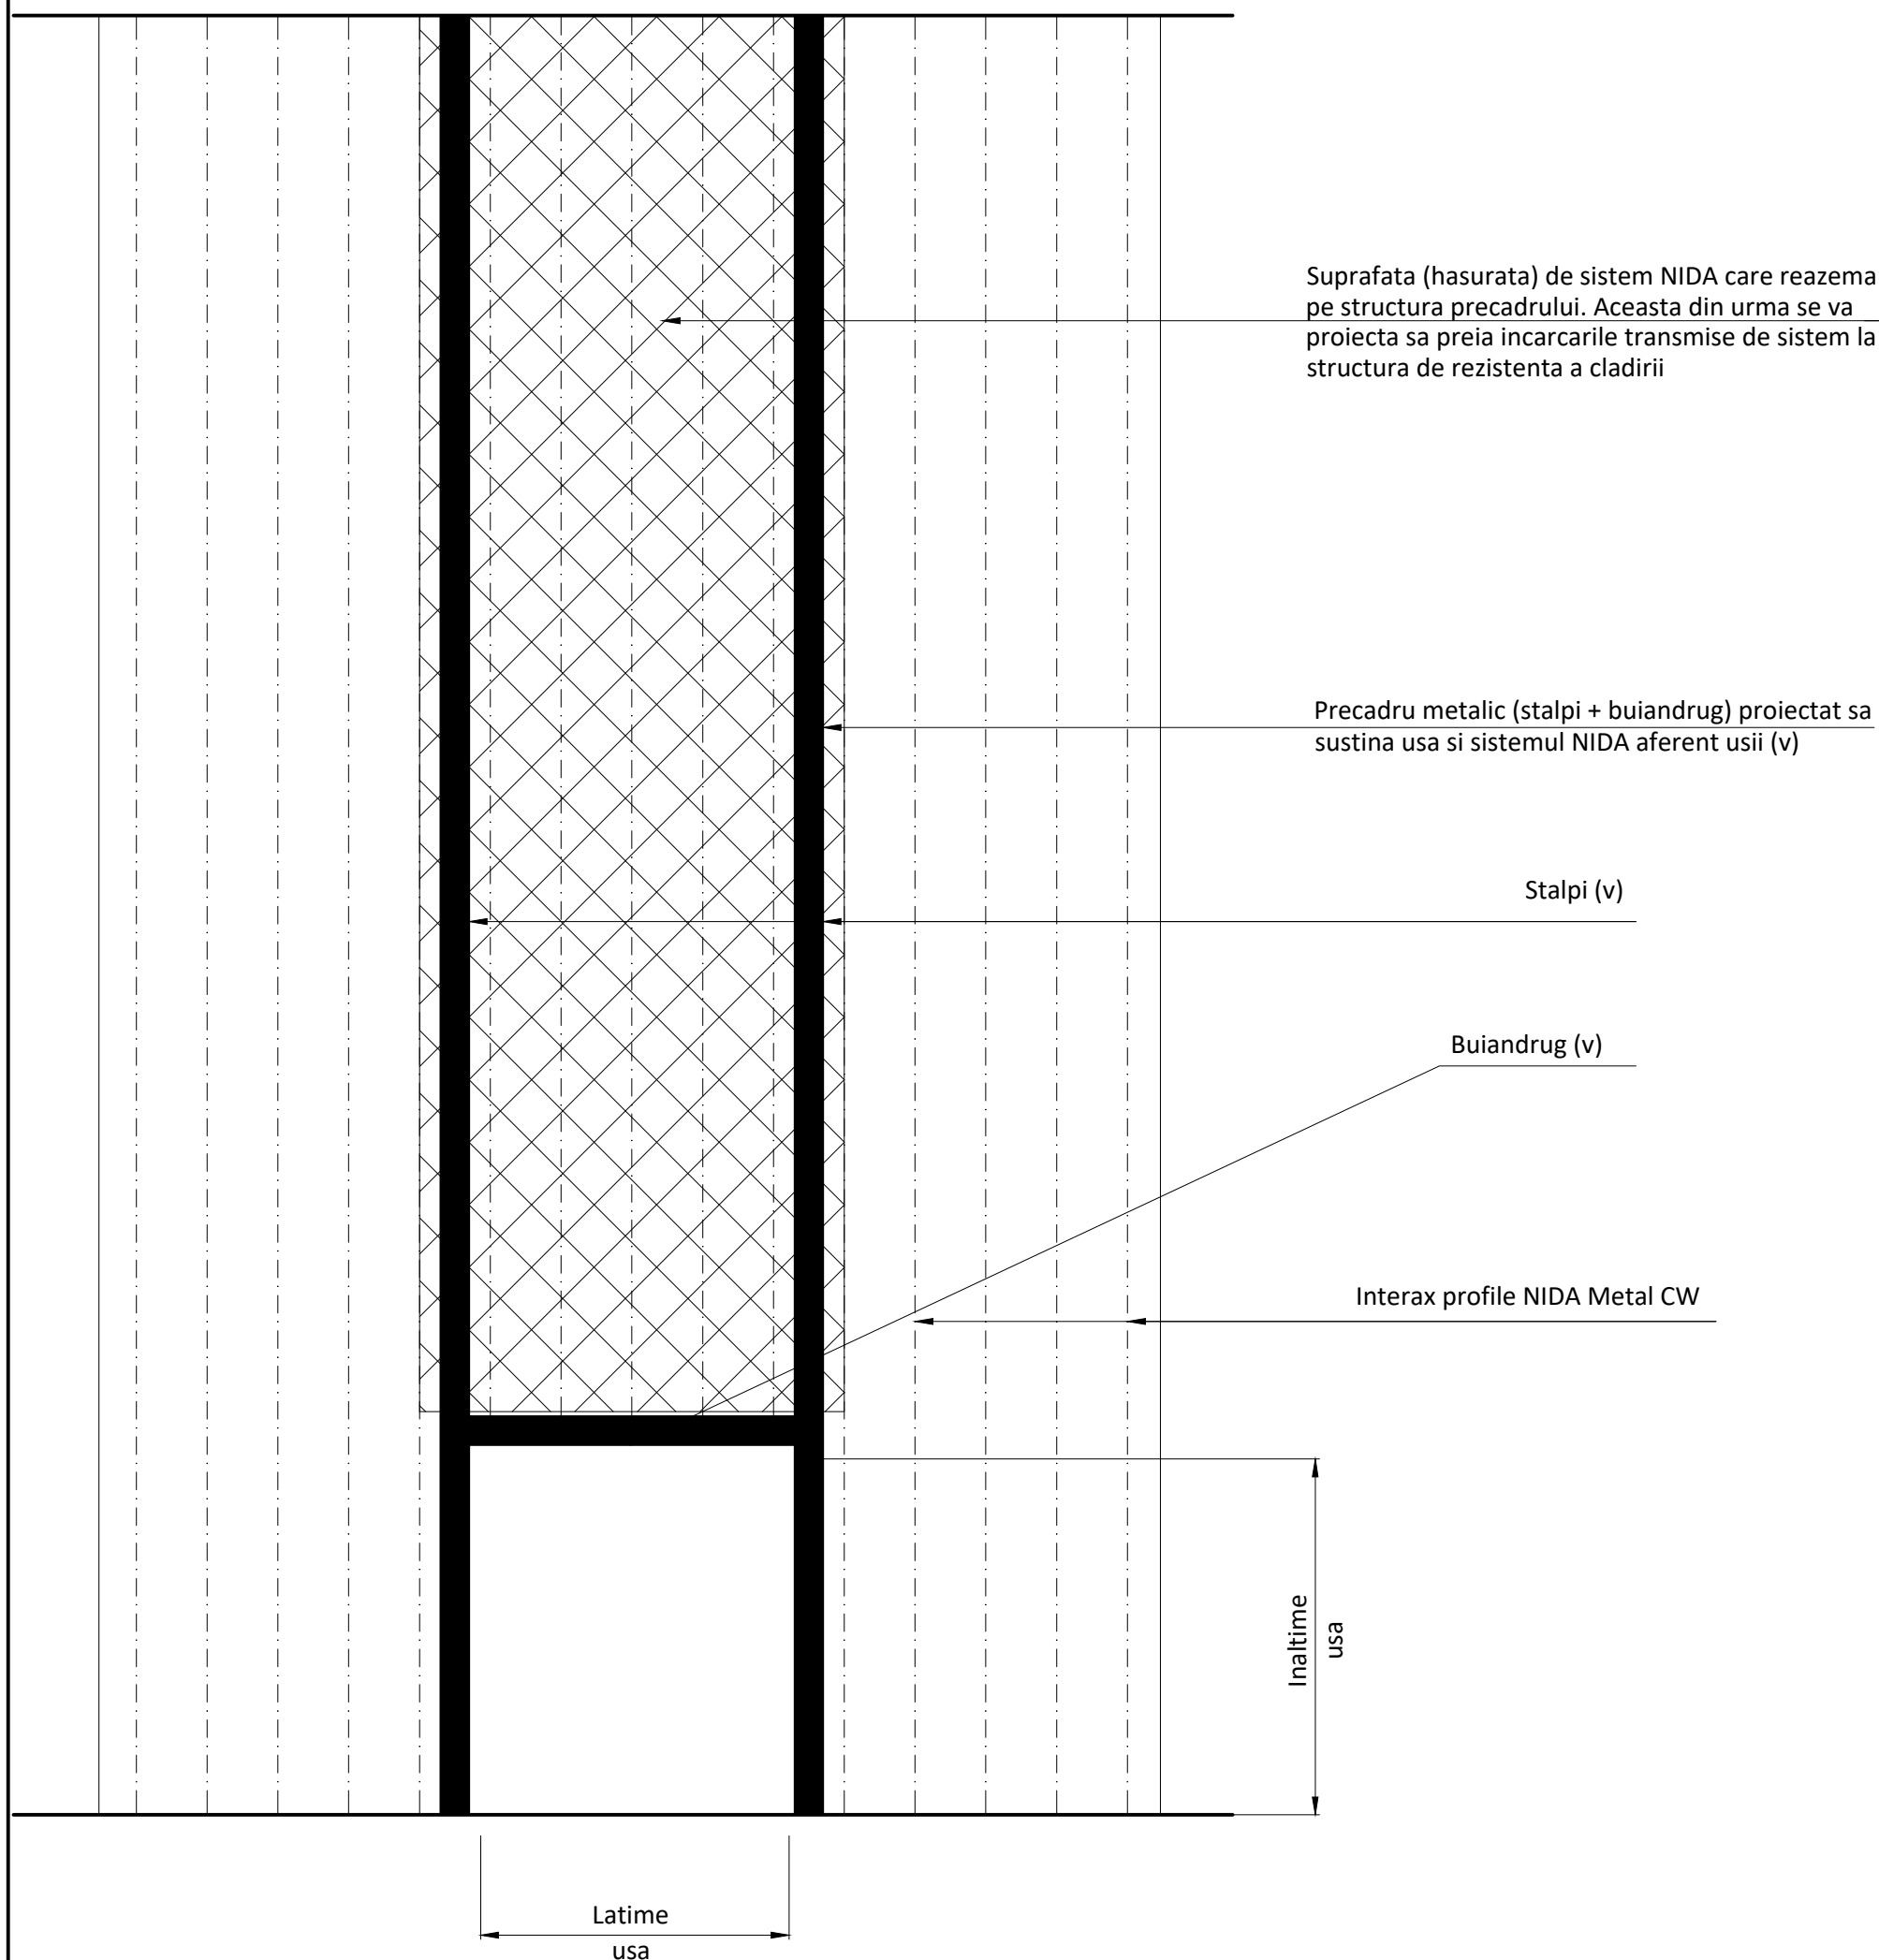 Suprafata (hasurata) de sistem NIDA care reazema
pe structura precadrului. Aceasta din urma se va
proiecta sa preia incarcarile transmise de sistem la
structura de rezistenta a cladirii
Precadru metalic (stalpi + buiandrug) proiectat sa
sustina usa si sistemul NIDA aferent usii (v)
Stalpi (v)
Buiandrug (v)
Interax profile NIDA Metal CW
Inaltime
usa
Latime
usa